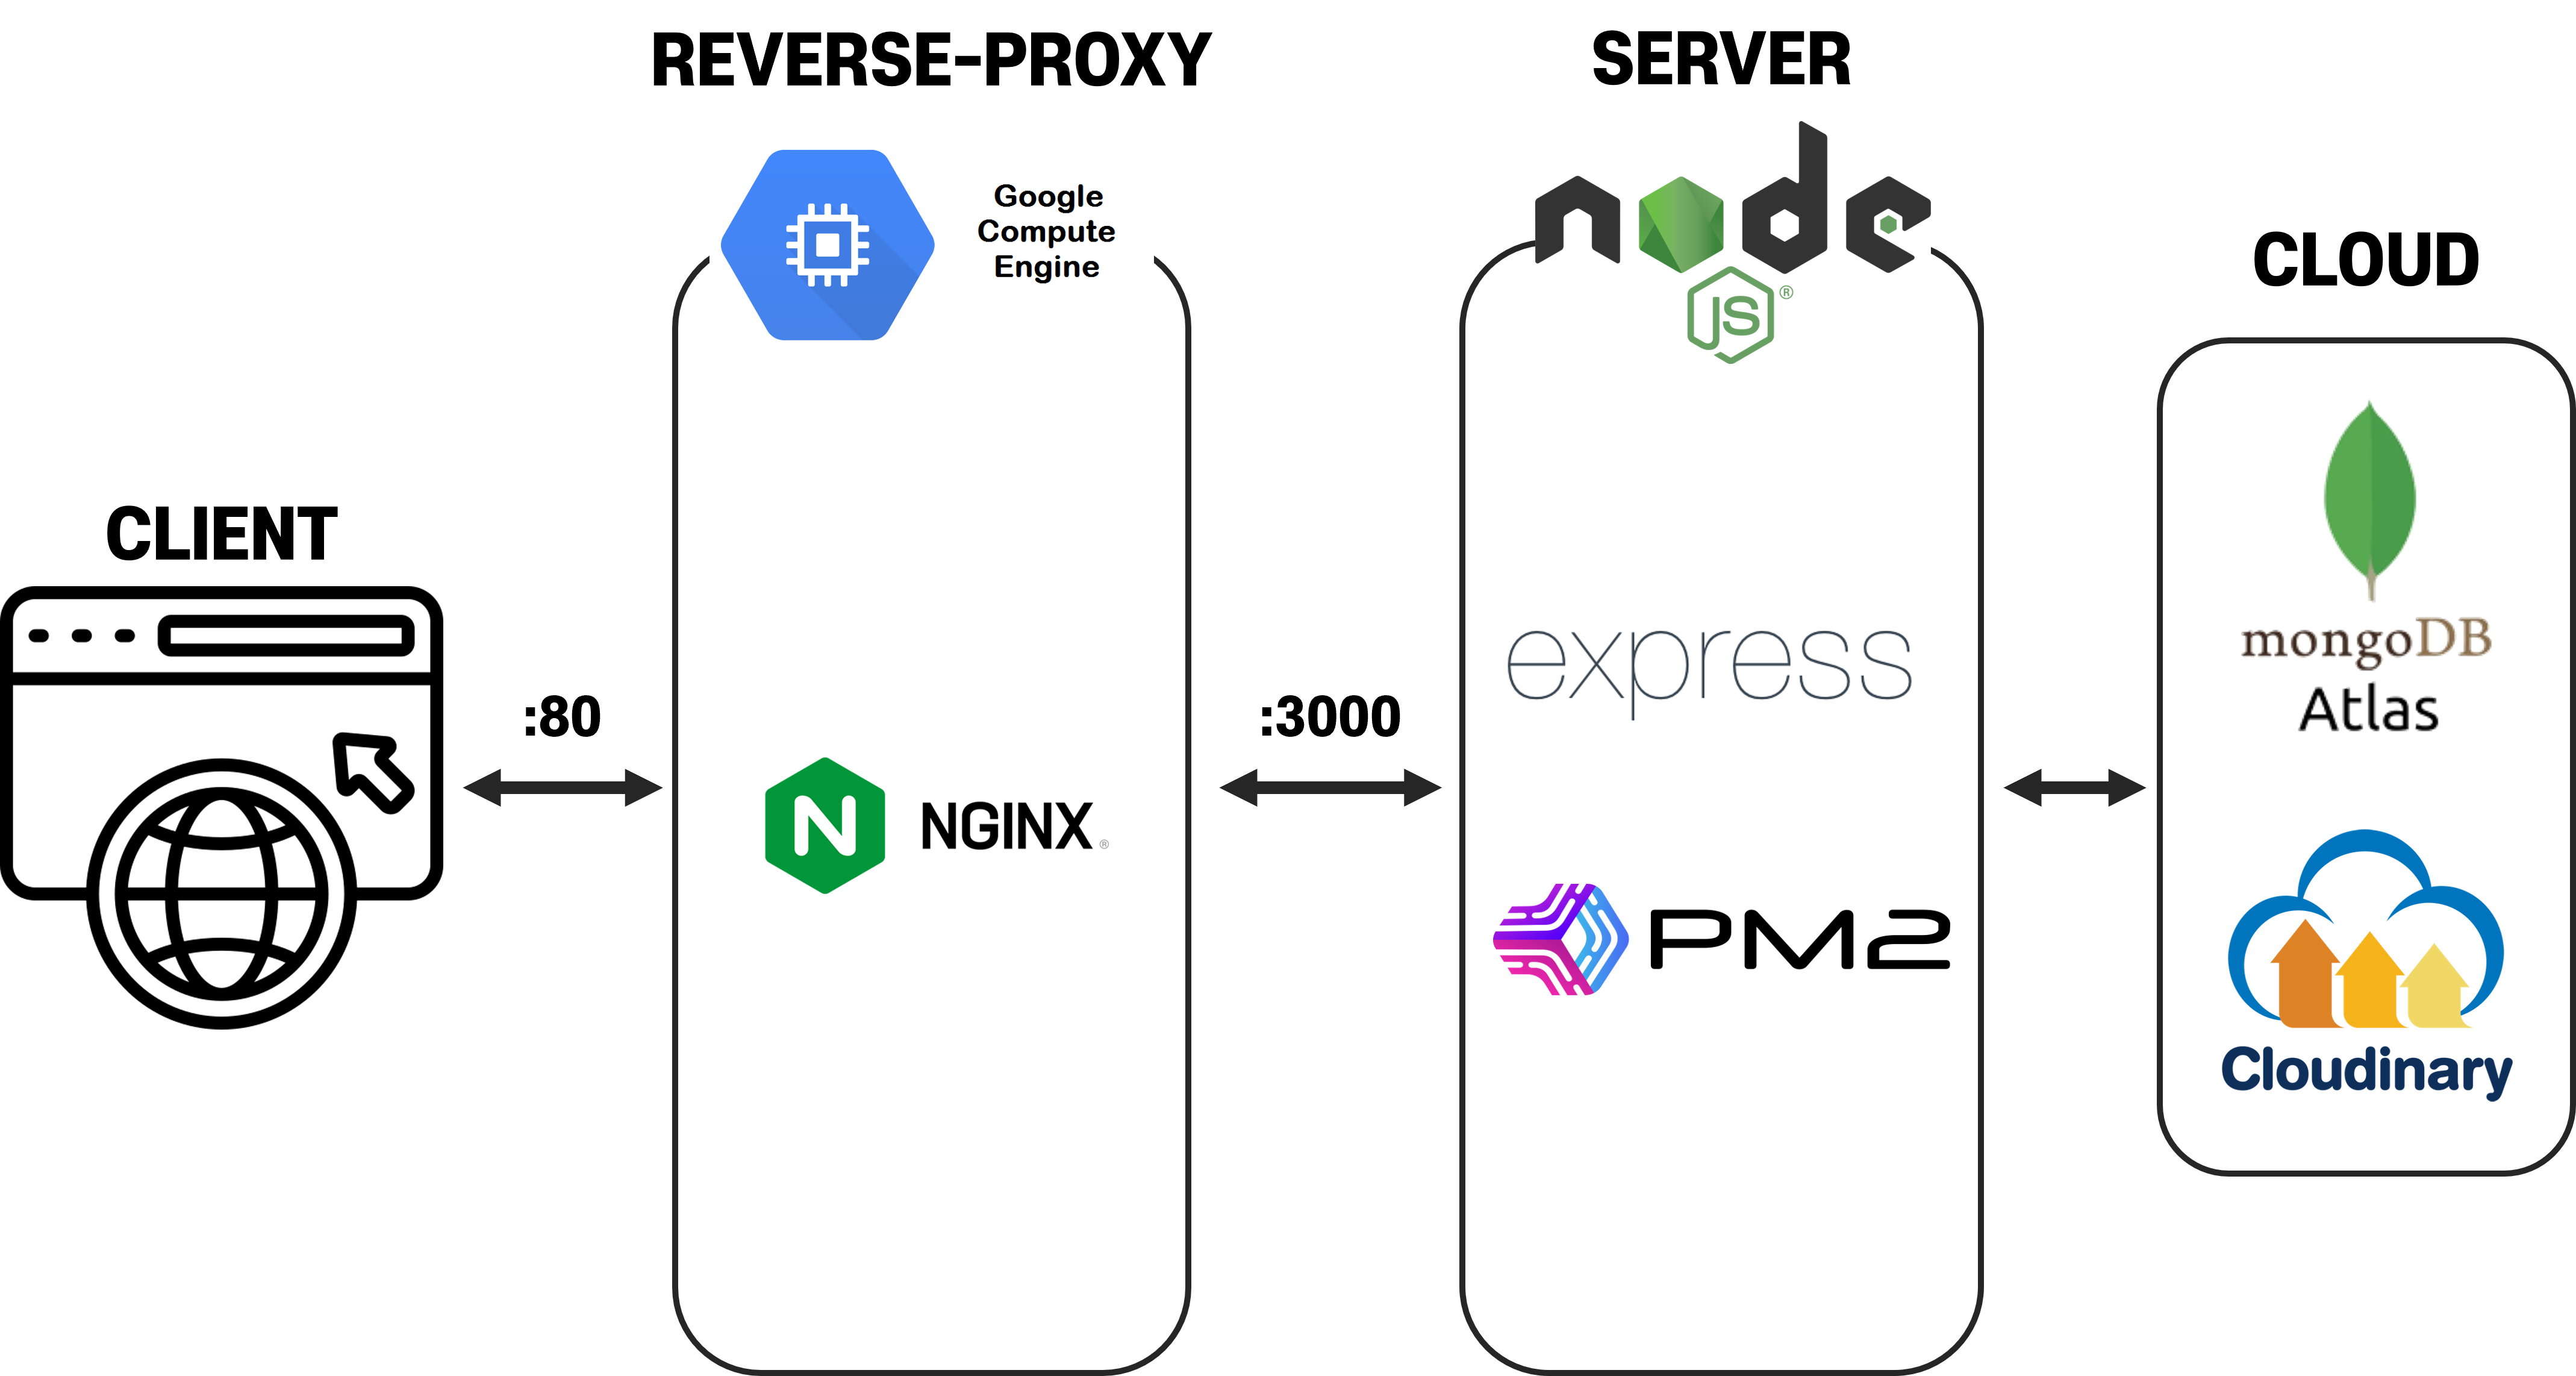 REVERSE-PROXY
SERVER
Google
Compute
Engine
node
JS®
CLOUD
CLIENT
express
mongoDB
Atlas
:80
:3000
N NGINX®
PM2
Cloudinary